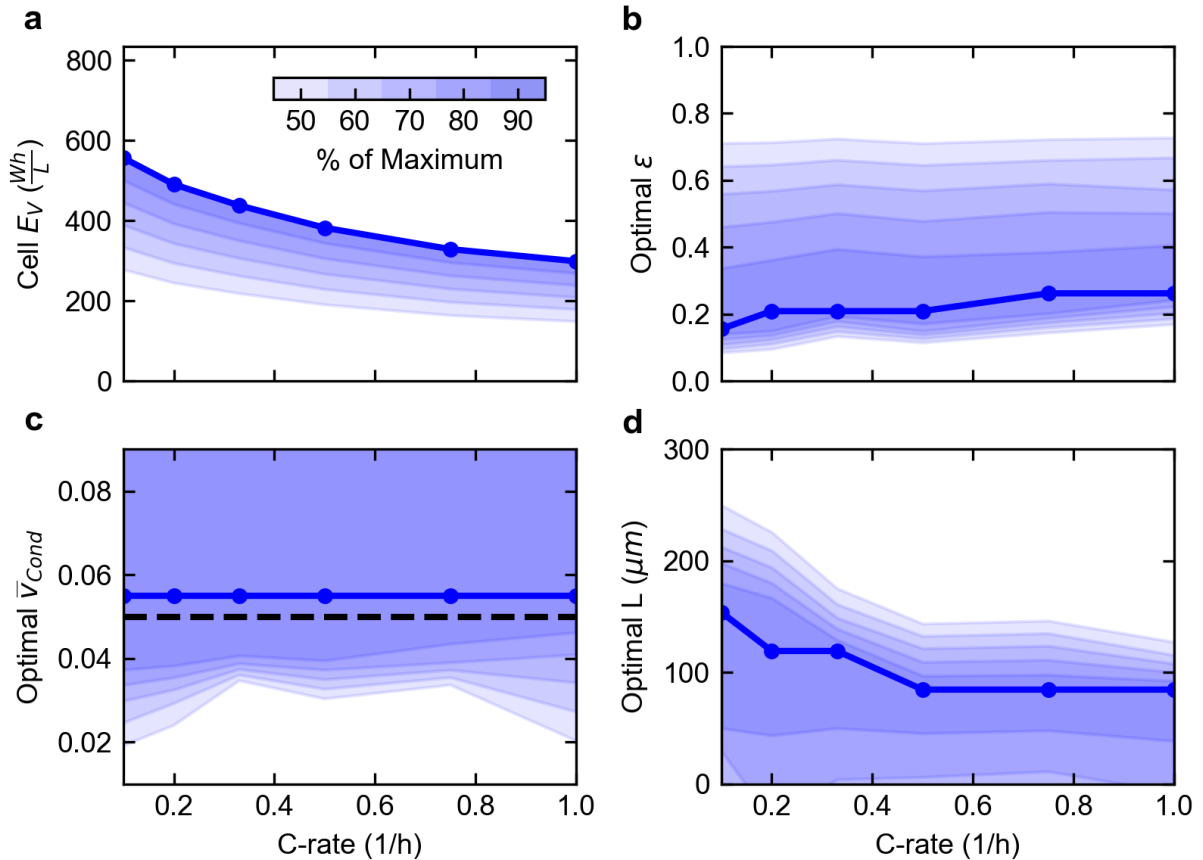 a
800
600
400
200
0
Cell E_V (Wh/L)
50 60 70 80 90
% of Maximum
b
1.0
0.8
0.6
0.4
0.2
0.0
Optimal ε
c
0.08
0.06
0.04
0.02
Optimal v̅_Cond
0.2 0.4 0.6 0.8 1.0
C-rate (1/h)
d
300
200
100
0
Optimal L (μm)
0.2 0.4 0.6 0.8 1.0
C-rate (1/h)